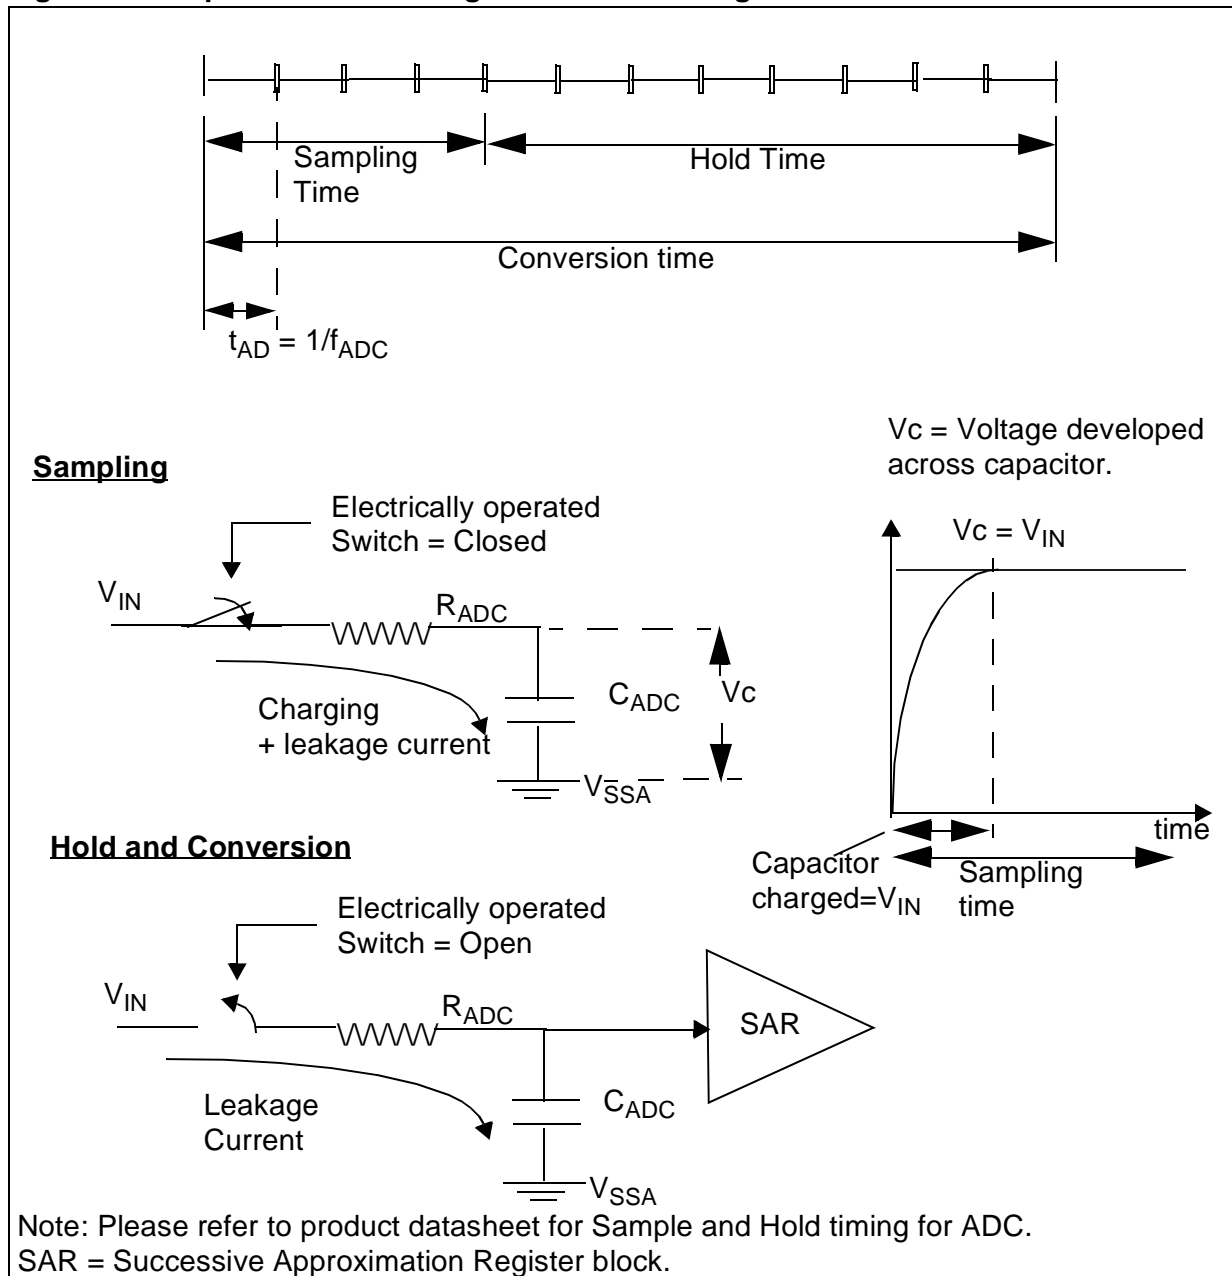 Sampling
Time
Hold Time
Conversion time
tAD = 1/fADC
Vc = Voltage developed
across capacitor.
Sampling
Electrically operated
Switch = Closed
Vc = VIN
VIN
RADC
CADC
Vc
Charging
+ leakage current
VSSA
time
Capacitor
charged=VIN
Sampling
time
Hold and Conversion
Electrically operated
Switch = Open
VIN
RADC
SAR
CADC
Leakage
Current
VSSA
Note: Please refer to product datasheet for Sample and Hold timing for ADC.
SAR = Successive Approximation Register block.